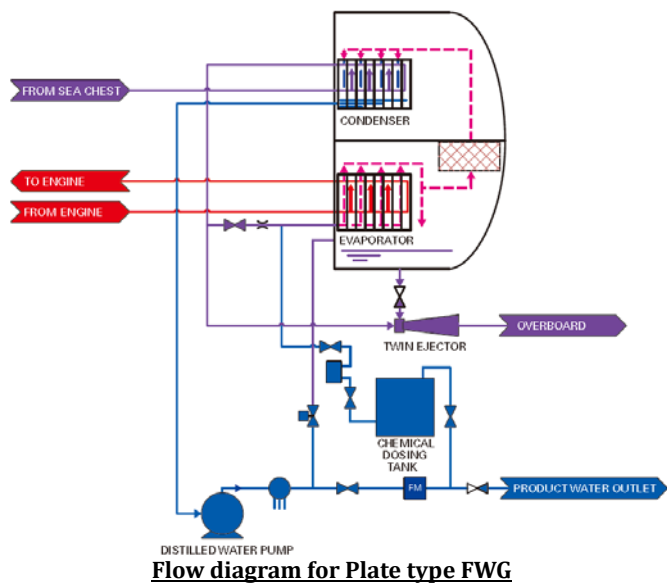 FROM SEA CHEST
CONDENSER
TO ENGINE
FROM ENGINE
EVAPORATOR
OVERBOARD
TWIN EJECTOR
CHEMICAL
DOSING
TANK
FM
PRODUCT WATER OUTLET
DISTILLED WATER PUMP
Flow diagram for Plate type FWG